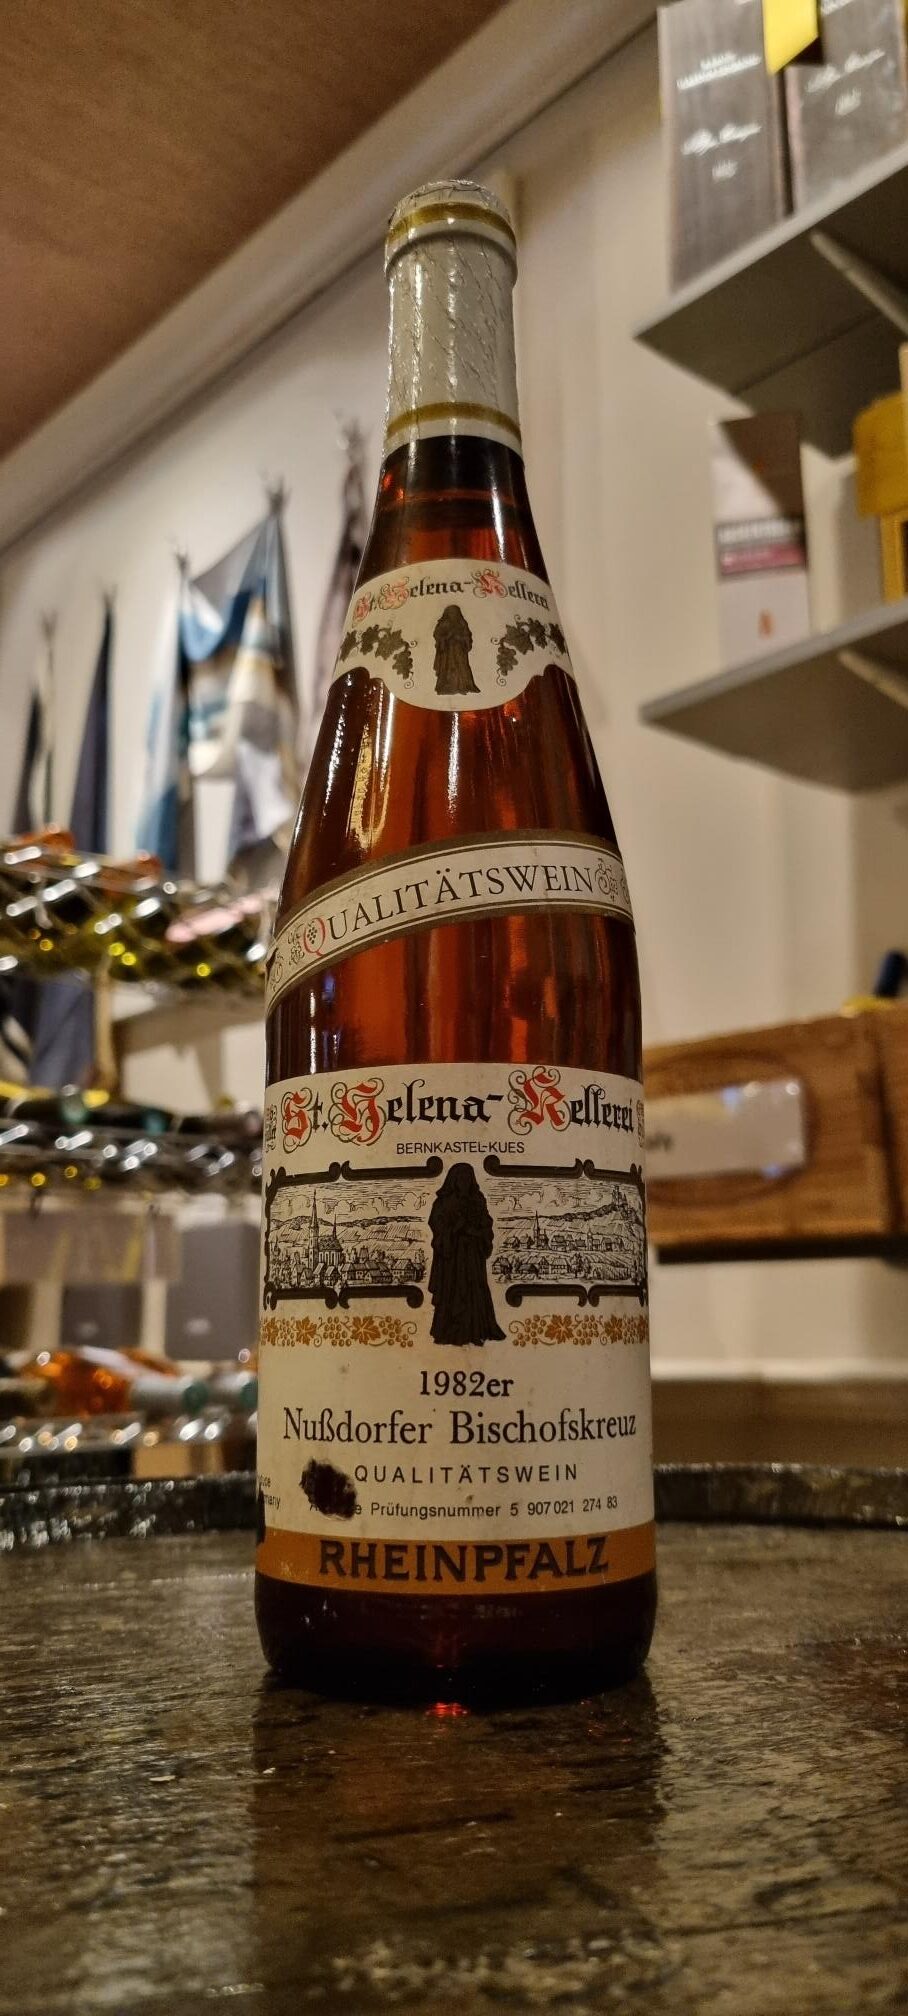 St. Helena-Kellerei
QUALITÄTSWEIN
St. Helena-Kellerei
BERNKASTEL-KUES
1982er
Nußdorfer Bischofskreuz
QUALITÄTSWEIN
Prüfungsnummer 5 907 021 274 83
RHEINPFALZ